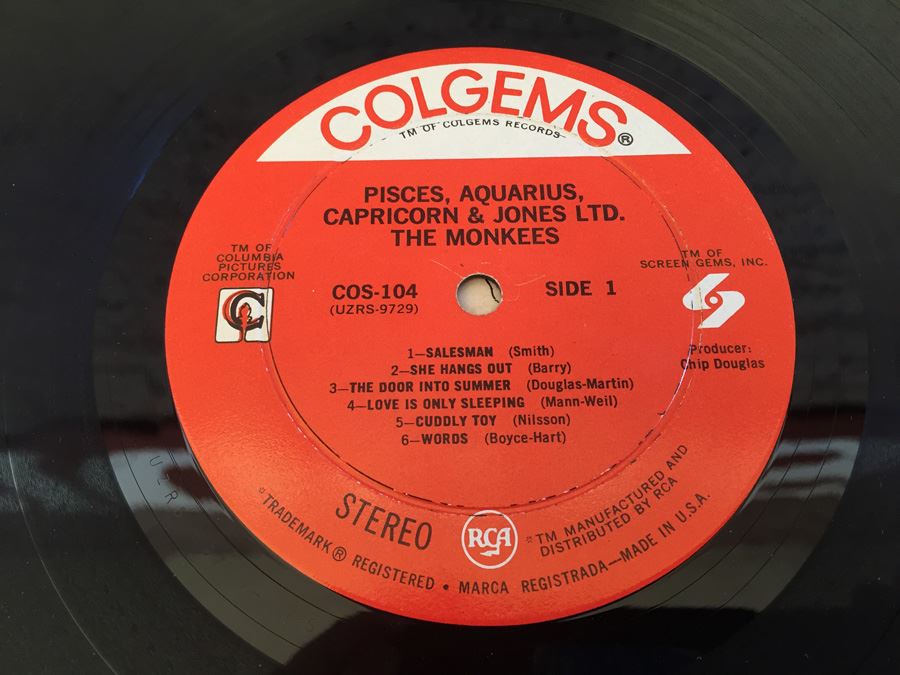 COLGEMS®
TM OF COLGEMS RECORDS
PISCES, AQUARIUS,
CAPRICORN & JONES LTD.
THE MONKEES
TM OF
COLUMBIA
PICTURES
CORPORATION
TM OF
SCREEN GEMS, INC.
COS-104
(UZRS-9729)
SIDE 1
Producer:
Chip Douglas
1—SALESMAN (Smith)
2—SHE HANGS OUT (Barry)
3—THE DOOR INTO SUMMER (Douglas-Martin)
4—LOVE IS ONLY SLEEPING (Mann-Weil)
5—CUDDLY TOY (Nilsson)
6—WORDS (Boyce-Hart)
STEREO
RCA
*TM MANUFACTURED AND
DISTRIBUTED BY RCA
*TRADEMARK® REGISTERED • MARCA REGISTRADA—MADE IN U.S.A.